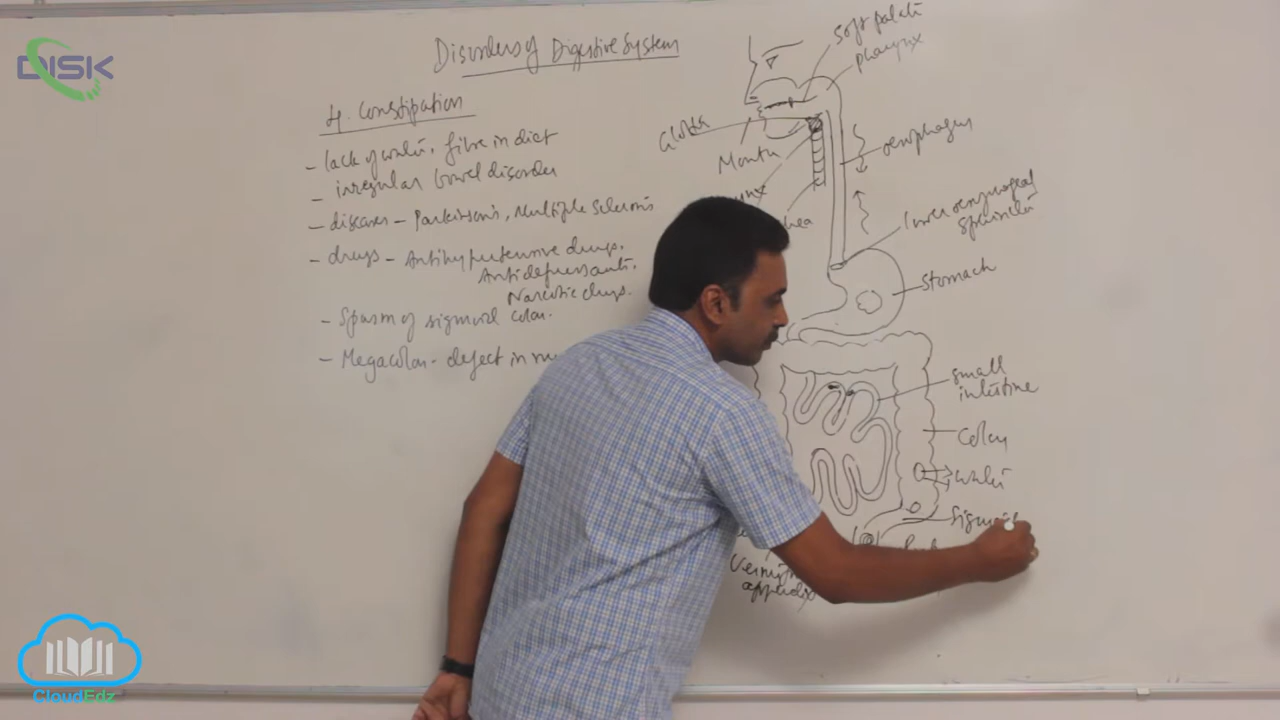 DISK
Disorders of Digestive System
4. Constipation
- lack of water, fibre in diet
- irregular bowel disorder
- diseases - Parkinson's, Multiple Sclerosis
- drugs - Antihypertensive drugs.
Antidepressants.
Narcotic drugs.
- Spasm of sigmoid colon.
- Megacolon - defect in
soft palate
pharynx
Glottis
Mouth
oesophagus
lower oesophageal
sphincter
Stomach
small
intestine
Colon
water
Sigmoid
Vermiform
appendix
CloudEdz